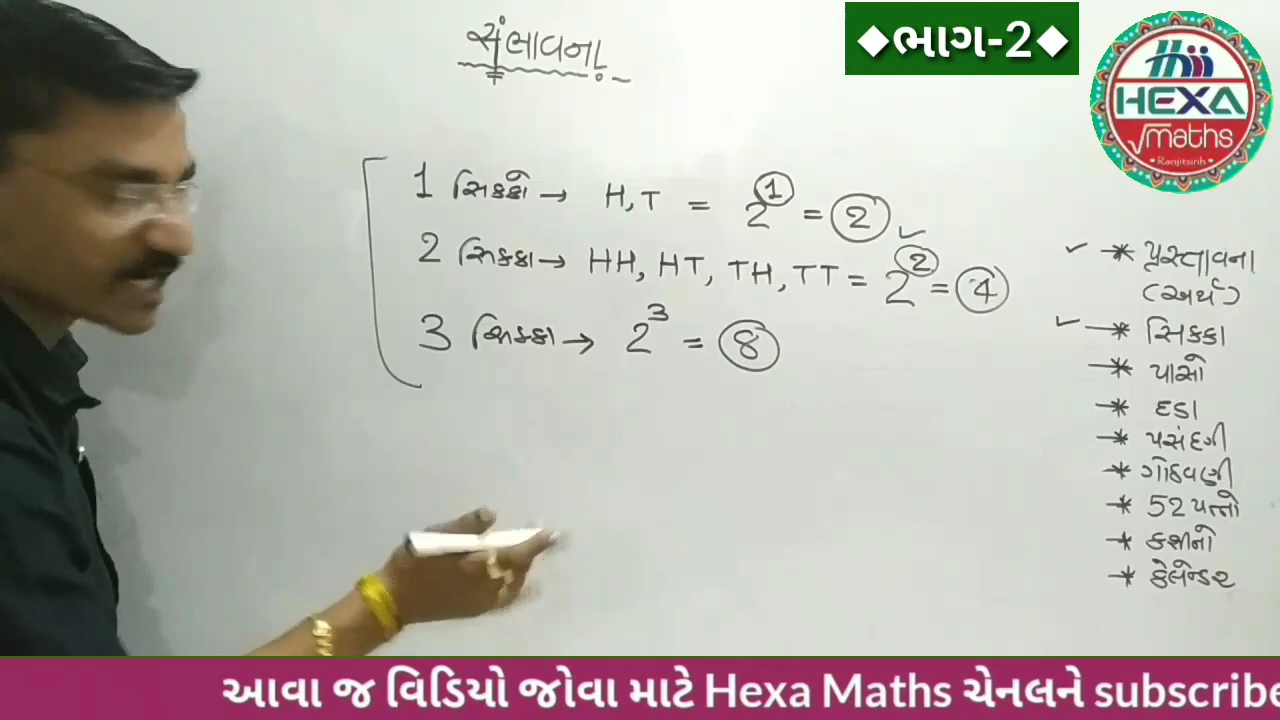 સંભાવના
◆ભાગ-2◆
HEXA
maths
Ranjitsinh
1 સિક્કો → H, T = 2^1 = 2 ✓
2 સિક્કા → HH, HT, TH, TT = 2^2 = 4
3 સિક્કા → 2^3 = 8
✓ * પ્રસ્તાવના
(અર્થ)
✓ * સિક્કા
* પાસો
* દડા
* પસંદગી
* ગોઠવણી
* 52 પત્તો
* કેલેન્ડર
આવા જ વિડિયો જોવા માટે Hexa Maths ચેનલને subscribe